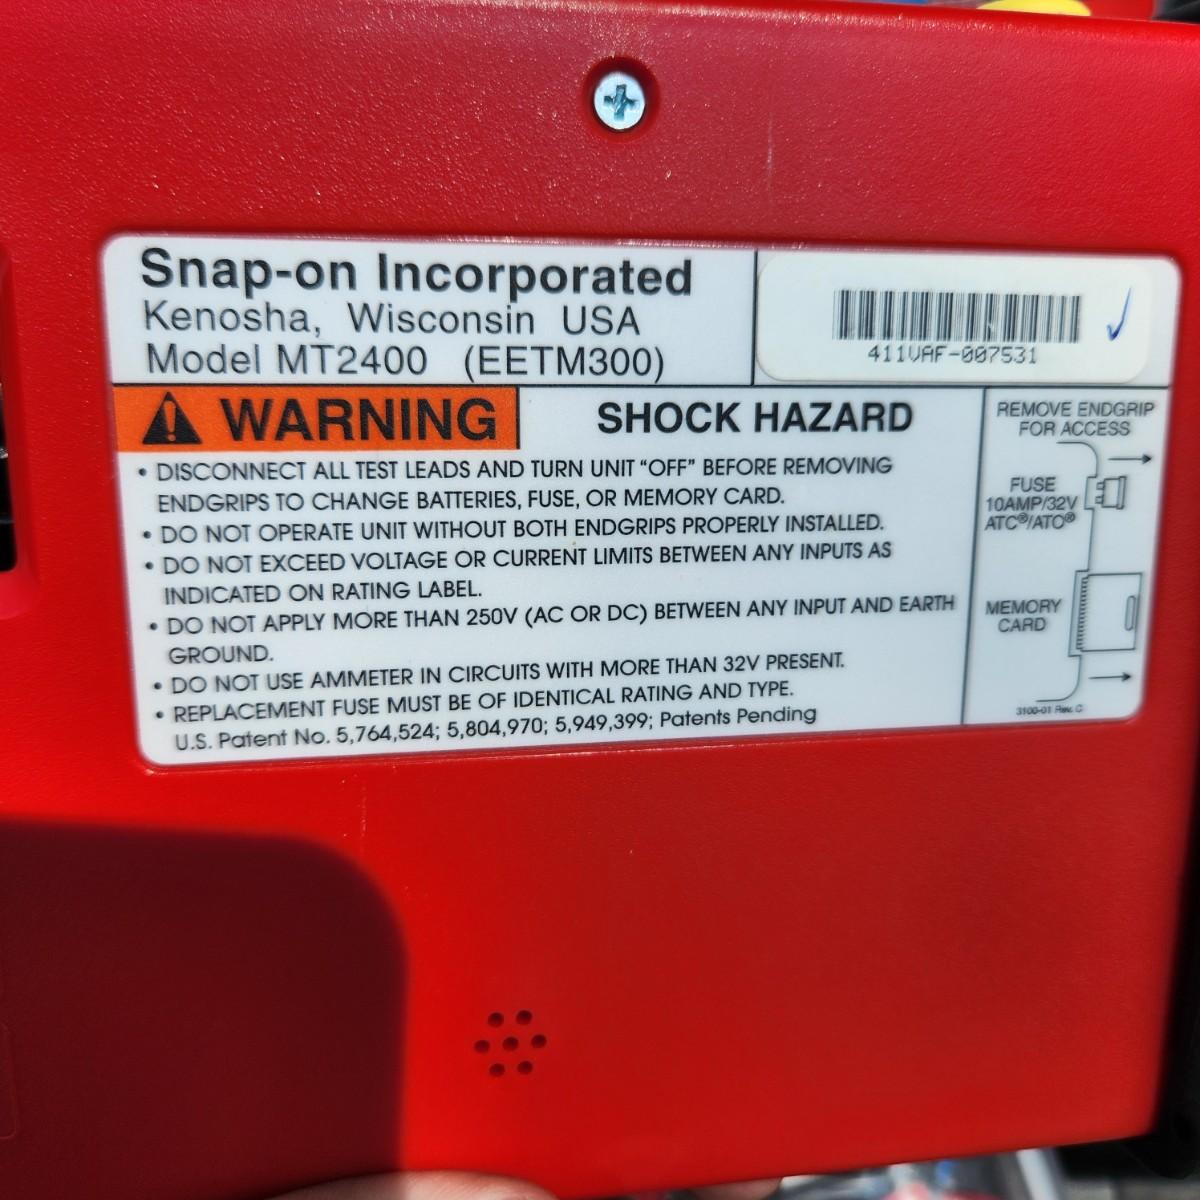 Snap-on Incorporated
Kenosha, Wisconsin USA
Model MT2400 (EETM300)
411VAF-007531
WARNING
SHOCK HAZARD
• DISCONNECT ALL TEST LEADS AND TURN UNIT “OFF” BEFORE REMOVING
ENDGRIPS TO CHANGE BATTERIES, FUSE, OR MEMORY CARD.
• DO NOT OPERATE UNIT WITHOUT BOTH ENDGRIPS PROPERLY INSTALLED.
• DO NOT EXCEED VOLTAGE OR CURRENT LIMITS BETWEEN ANY INPUTS AS
INDICATED ON RATING LABEL.
• DO NOT APPLY MORE THAN 250V (AC OR DC) BETWEEN ANY INPUT AND EARTH
GROUND.
• DO NOT USE AMMETER IN CIRCUITS WITH MORE THAN 32V PRESENT.
• REPLACEMENT FUSE MUST BE OF IDENTICAL RATING AND TYPE.
U.S. Patent No. 5,764,524; 5,804,970; 5,949,399; Patents Pending
REMOVE ENDGRIP
FOR ACCESS
FUSE
10AMP/32V
ATC®/ATO®
MEMORY
CARD
3100-01 Rev. C